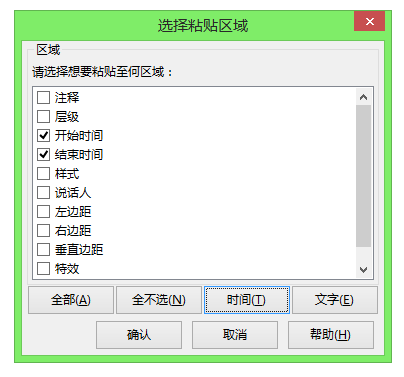 选择粘贴区域
区域
请选择想要粘贴至何区域：
注释
层级
开始时间
结束时间
样式
说话人
左边距
右边距
垂直边距
特效
全部(A) 全不选(N) 时间(T) 文字(E)
确认 取消 帮助(H)